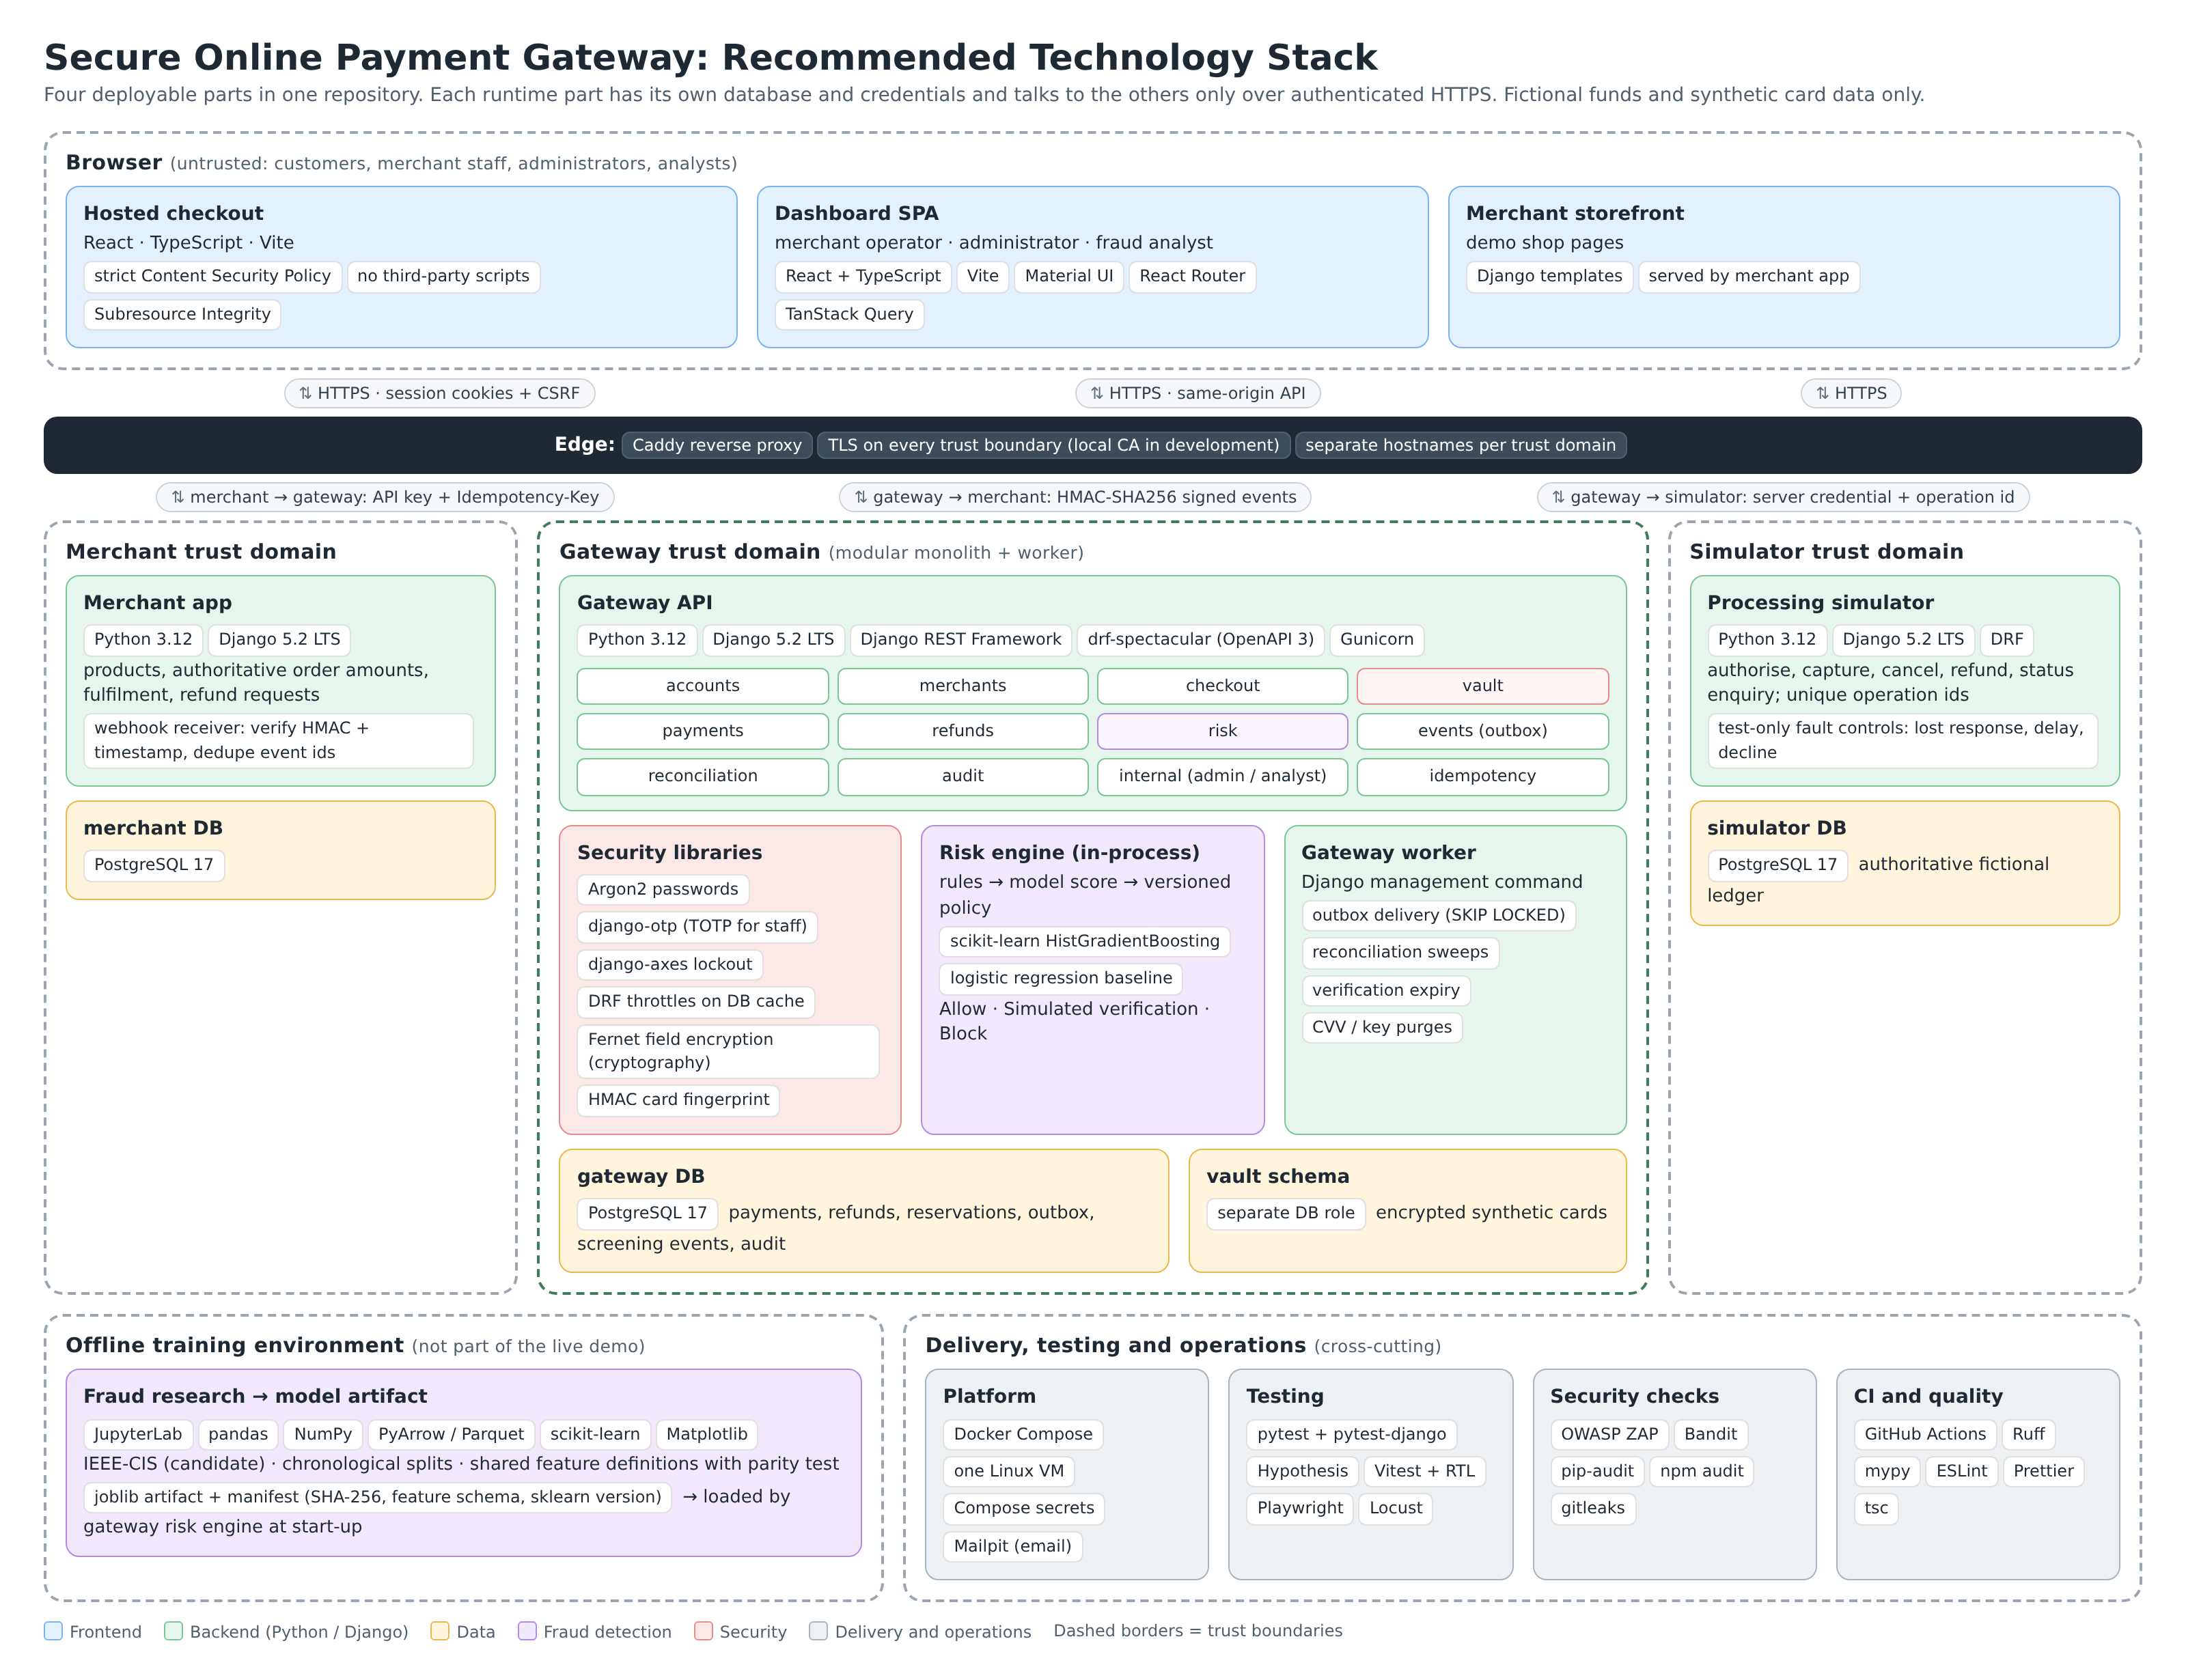 Secure Online Payment Gateway: Recommended Technology Stack
Four deployable parts in one repository. Each runtime part has its own database and credentials and talks to the others only over authenticated HTTPS. Fictional funds and synthetic card data only.
Browser (untrusted: customers, merchant staff, administrators, analysts)
Hosted checkout
React · TypeScript · Vite
strict Content Security Policy
no third-party scripts
Subresource Integrity
Dashboard SPA
merchant operator · administrator · fraud analyst
React + TypeScript
Vite
Material UI
React Router
TanStack Query
Merchant storefront
demo shop pages
Django templates
served by merchant app
⇅ HTTPS · session cookies + CSRF
⇅ HTTPS · same-origin API
⇅ HTTPS
Edge: Caddy reverse proxy
TLS on every trust boundary (local CA in development)
separate hostnames per trust domain
⇅ merchant → gateway: API key + Idempotency-Key
⇅ gateway → merchant: HMAC-SHA256 signed events
⇅ gateway → simulator: server credential + operation id
Merchant trust domain
Merchant app
Python 3.12
Django 5.2 LTS
products, authoritative order amounts,
fulfilment, refund requests
webhook receiver: verify HMAC +
timestamp, dedupe event ids
merchant DB
PostgreSQL 17
Gateway trust domain (modular monolith + worker)
Gateway API
Python 3.12
Django 5.2 LTS
Django REST Framework
drf-spectacular (OpenAPI 3)
Gunicorn
accounts
merchants
checkout
vault
payments
refunds
risk
events (outbox)
reconciliation
audit
internal (admin / analyst)
idempotency
Security libraries
Argon2 passwords
django-otp (TOTP for staff)
django-axes lockout
DRF throttles on DB cache
Fernet field encryption
(cryptography)
HMAC card fingerprint
Risk engine (in-process)
rules → model score → versioned
policy
scikit-learn HistGradientBoosting
logistic regression baseline
Allow · Simulated verification ·
Block
Gateway worker
Django management command
outbox delivery (SKIP LOCKED)
reconciliation sweeps
verification expiry
CVV / key purges
gateway DB
PostgreSQL 17 payments, refunds, reservations, outbox,
screening events, audit
vault schema
separate DB role encrypted synthetic cards
Simulator trust domain
Processing simulator
Python 3.12
Django 5.2 LTS
DRF
authorise, capture, cancel, refund, status
enquiry; unique operation ids
test-only fault controls: lost response, delay,
decline
simulator DB
PostgreSQL 17 authoritative fictional
ledger
Offline training environment (not part of the live demo)
Fraud research → model artifact
JupyterLab
pandas
NumPy
PyArrow / Parquet
scikit-learn
Matplotlib
IEEE-CIS (candidate) · chronological splits · shared feature definitions with parity test
joblib artifact + manifest (SHA-256, feature schema, sklearn version) → loaded by
gateway risk engine at start-up
Delivery, testing and operations (cross-cutting)
Platform
Docker Compose
one Linux VM
Compose secrets
Mailpit (email)
Testing
pytest + pytest-django
Hypothesis
Vitest + RTL
Playwright
Locust
Security checks
OWASP ZAP
Bandit
pip-audit
npm audit
gitleaks
CI and quality
GitHub Actions
Ruff
mypy
ESLint
Prettier
tsc
Frontend
Backend (Python / Django)
Data
Fraud detection
Security
Delivery and operations
Dashed borders = trust boundaries